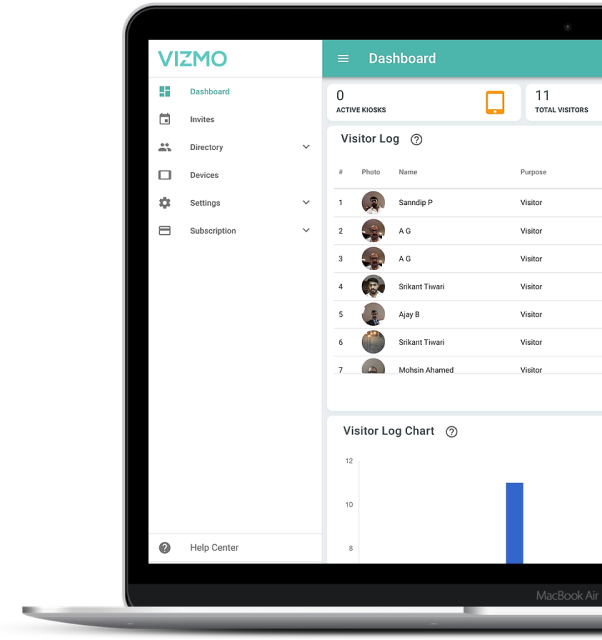 VIZMO
Dashboard
Invites
Directory
Devices
Settings
Subscription
Help Center
Dashboard
0
ACTIVE KIOSKS
11
TOTAL VISITORS
Visitor Log ?
# Photo Name Purpose
1 Sanndip P Visitor
2 A G Visitor
3 A G Visitor
4 Srikant Tiwari Visitor
5 Ajay B Visitor
6 Srikant Tiwari Visitor
7 Mohsin Ahamed Visitor
Visitor Log Chart ?
12
10
8
MacBook Air